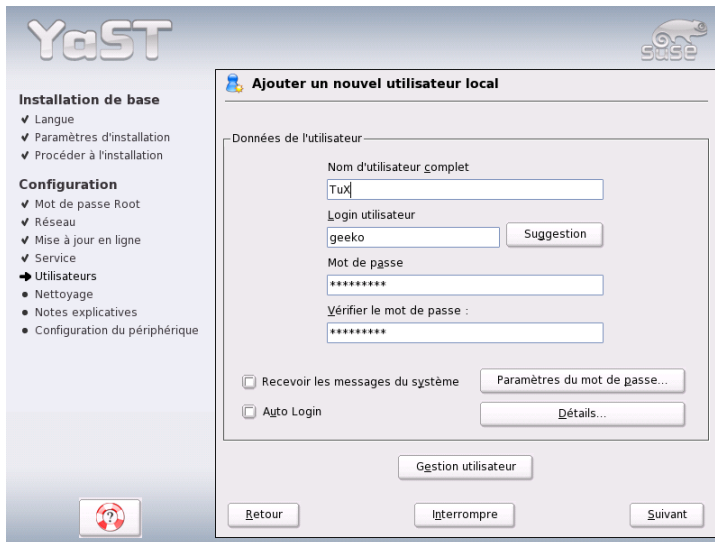 YaST
SUSE
Installation de base
Langue
Paramètres d'installation
Procéder à l'installation
Configuration
Mot de passe Root
Réseau
Mise à jour en ligne
Service
Utilisateurs
Nettoyage
Notes explicatives
Configuration du périphérique
Ajouter un nouvel utilisateur local
Données de l'utilisateur
Nom d'utilisateur complet
TuX
Login utilisateur
geeko
Suggestion
Mot de passe
*********
Vérifier le mot de passe :
*********
Recevoir les messages du système
Paramètres du mot de passe...
Auto Login
Détails...
Gestion utilisateur
Retour
Interrompre
Suivant